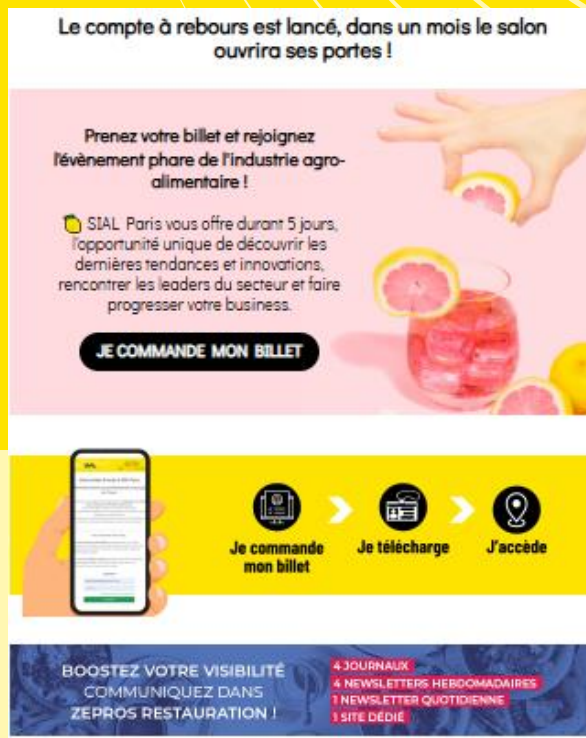 Le compte à rebours est lancé, dans un mois le salon
ouvrira ses portes !
Prenez votre billet et rejoignez
l'évènement phare de l'industrie agro-
alimentaire !
SIAL Paris vous offre durant 5 jours,
l'opportunité unique de découvrir les
dernières tendances et innovations,
rencontrer les leaders du secteur et faire
progresser votre business.
JE COMMANDE MON BILLET
Je commande
mon billet
Je télécharge
J'accède
BOOSTEZ VOTRE VISIBILITÉ
COMMUNIQUEZ DANS
ZEPROS RESTAURATION !
4 JOURNAUX
4 NEWSLETTERS HEBDOMADAIRES
1 NEWSLETTER QUOTIDIENNE
1 SITE DÉDIÉ